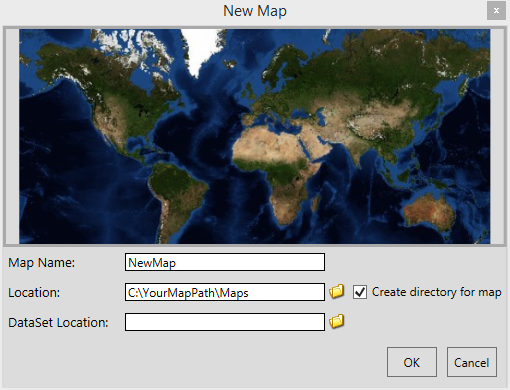 New Map
x
Map Name: NewMap
Location: C:\YourMapPath\Maps Create directory for map
DataSet Location:
OK Cancel